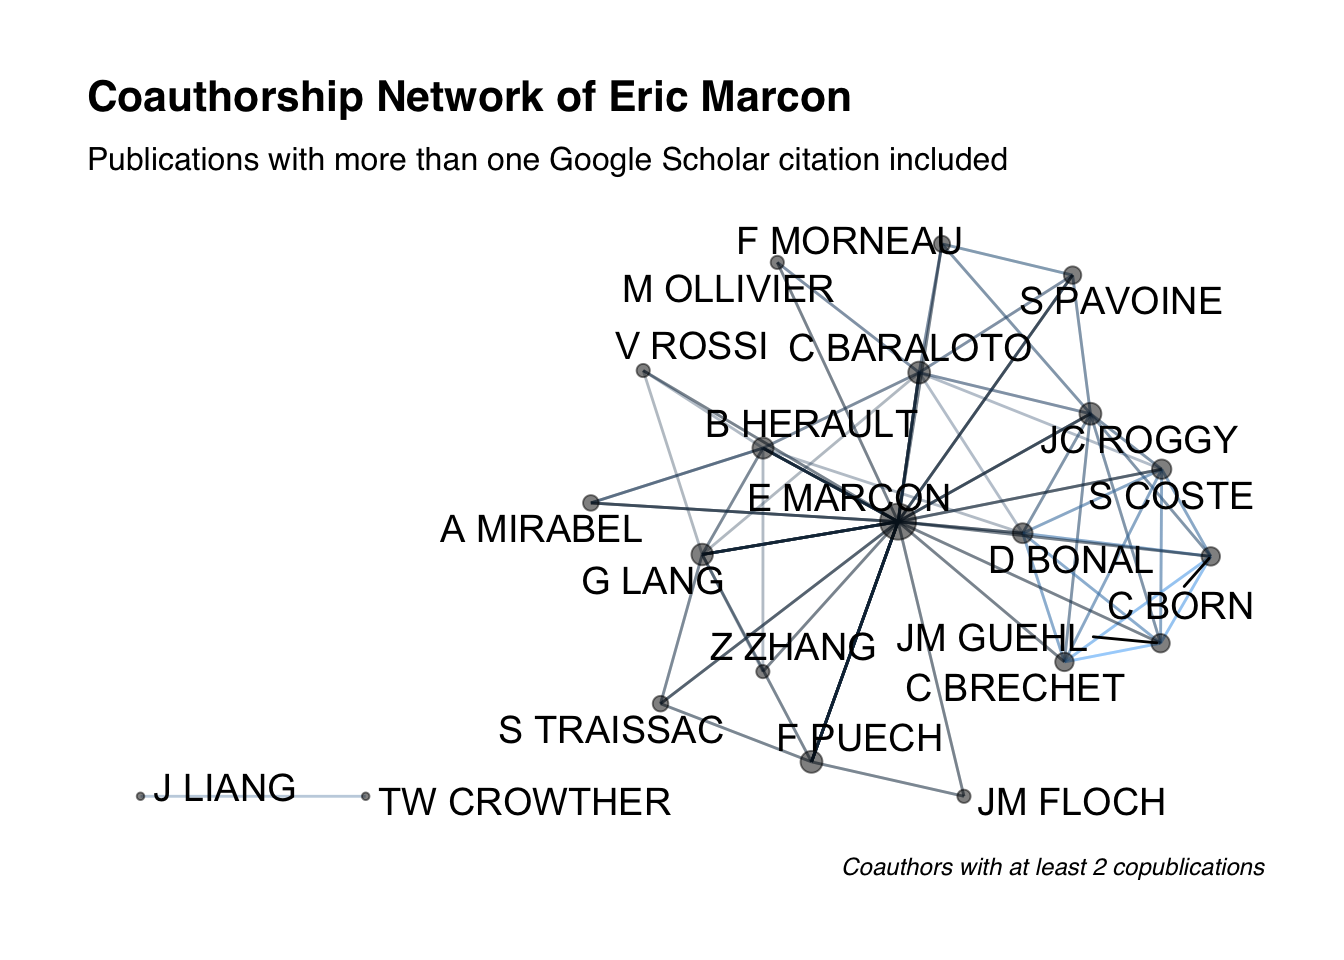 Coauthorship Network of Eric Marcon
Publications with more than one Google Scholar citation included
F MORNEAU
M OLLIVIER
S PAVOINE
V ROSSI
C BARALOTO
B HERAULT
JC ROGGY
E MARCON
S COSTE
A MIRABEL
D BONAL
G LANG
C BORN
Z ZHANG
JM GUEHL
C BRECHET
S TRAISSAC
F PUECH
J LIANG
TW CROWTHER
JM FLOCH
Coauthors with at least 2 copublications